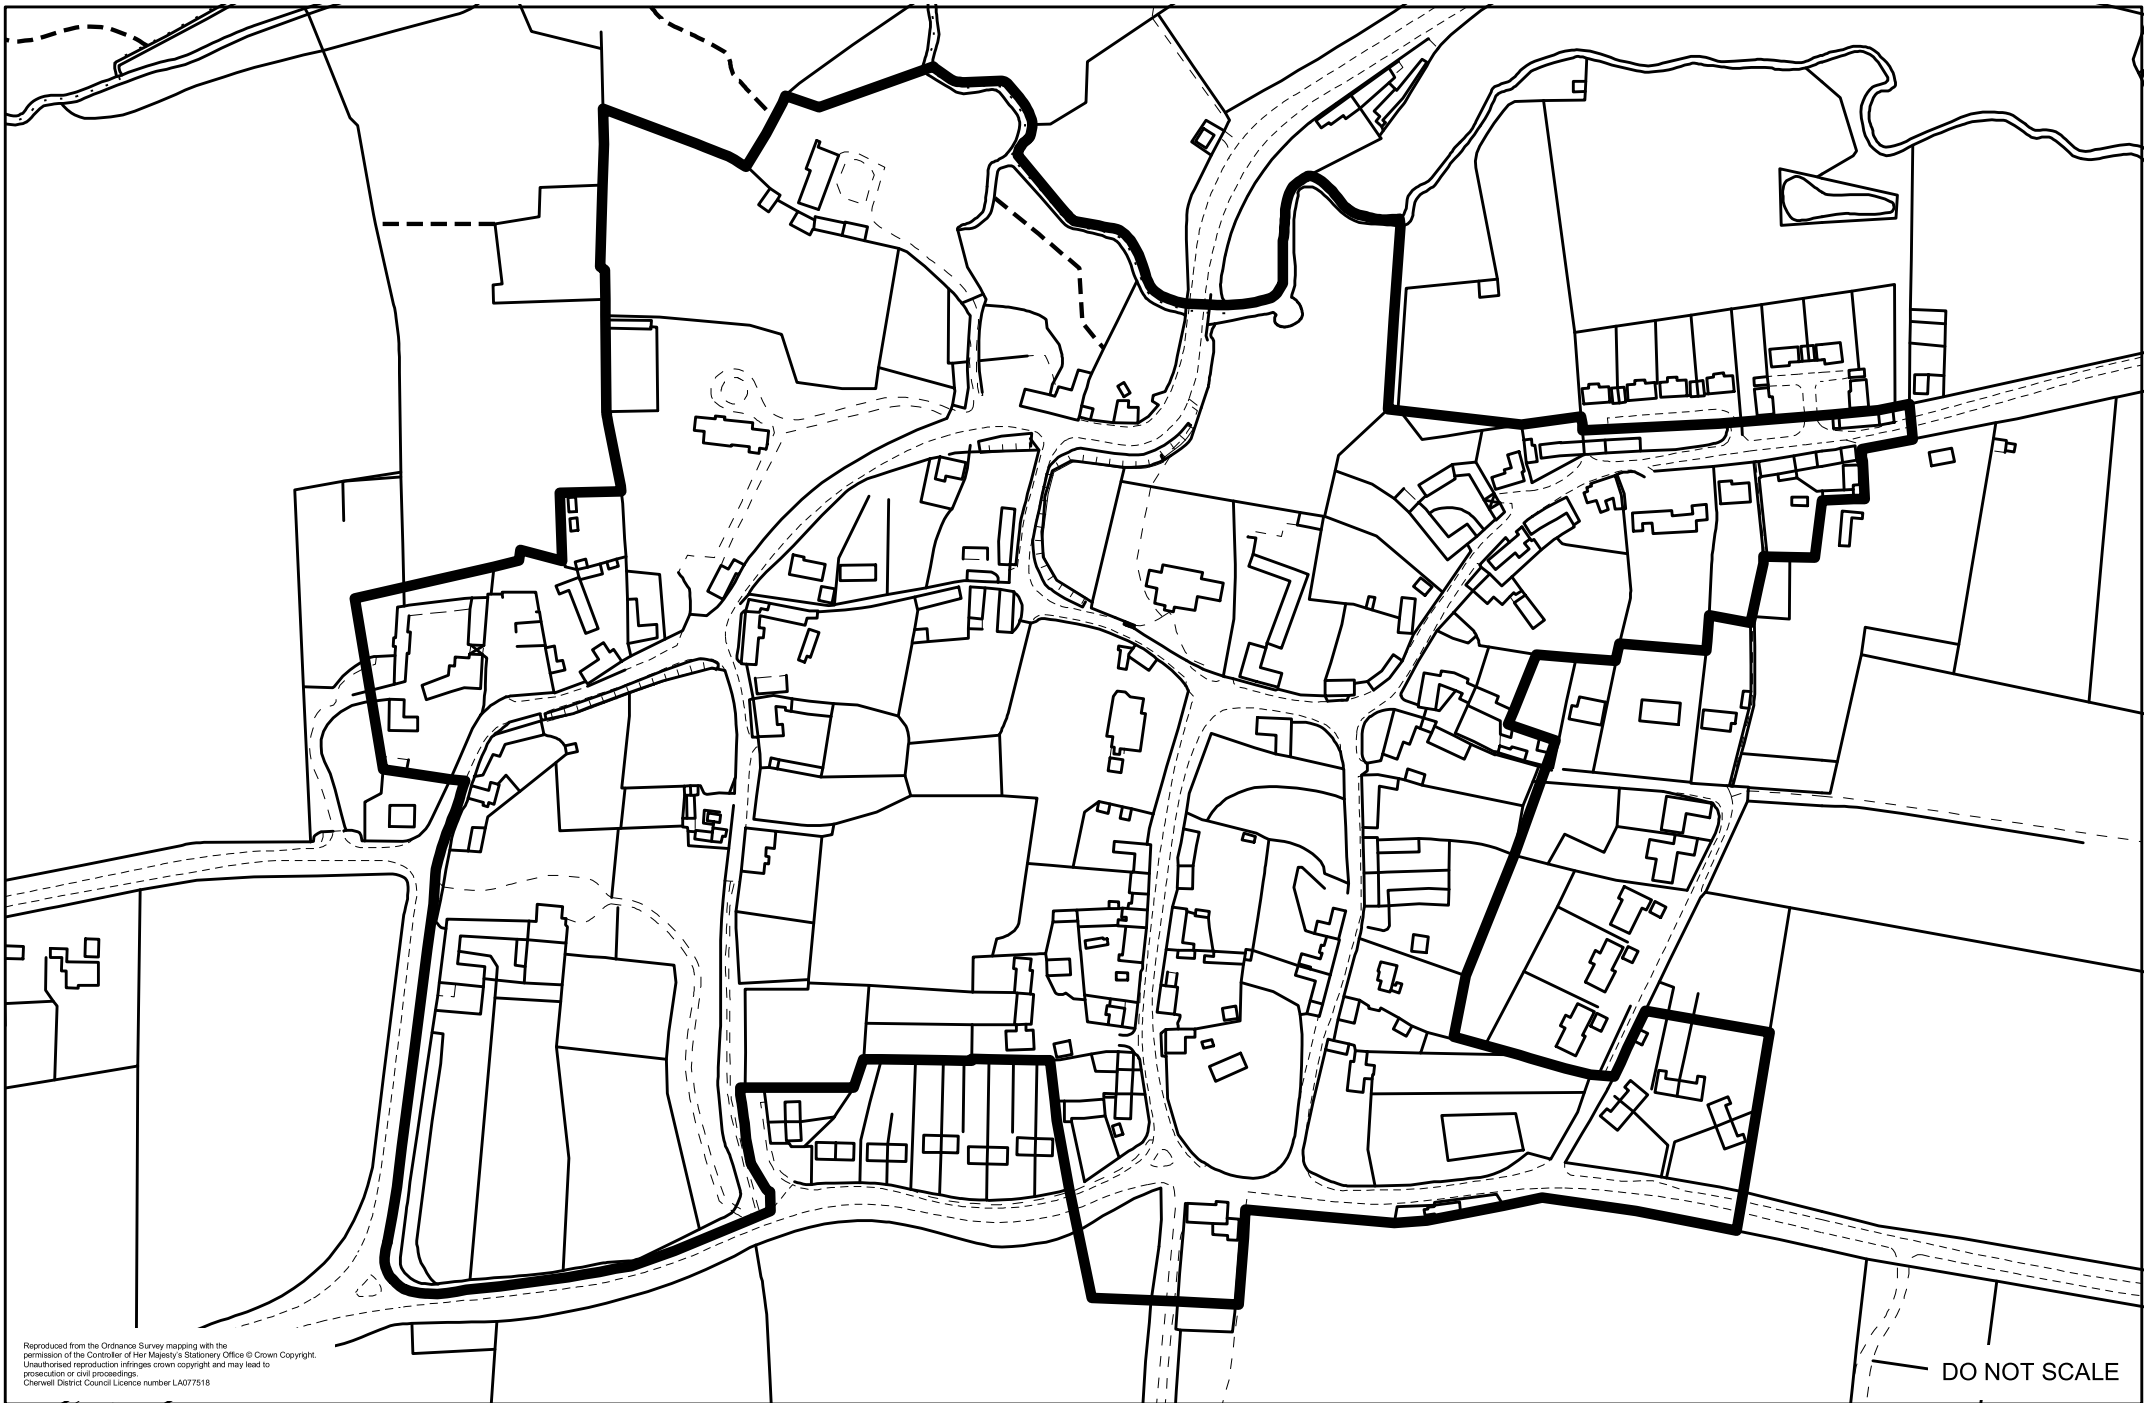 Reproduced from the Ordnance Survey mapping with the
permission of the Controller of Her Majesty's Stationery Office © Crown Copyright.
Unauthorised reproduction infringes crown copyright and may lead to
prosecution or civil proceedings.
Cherwell District Council Licence number LA077518
DO NOT SCALE